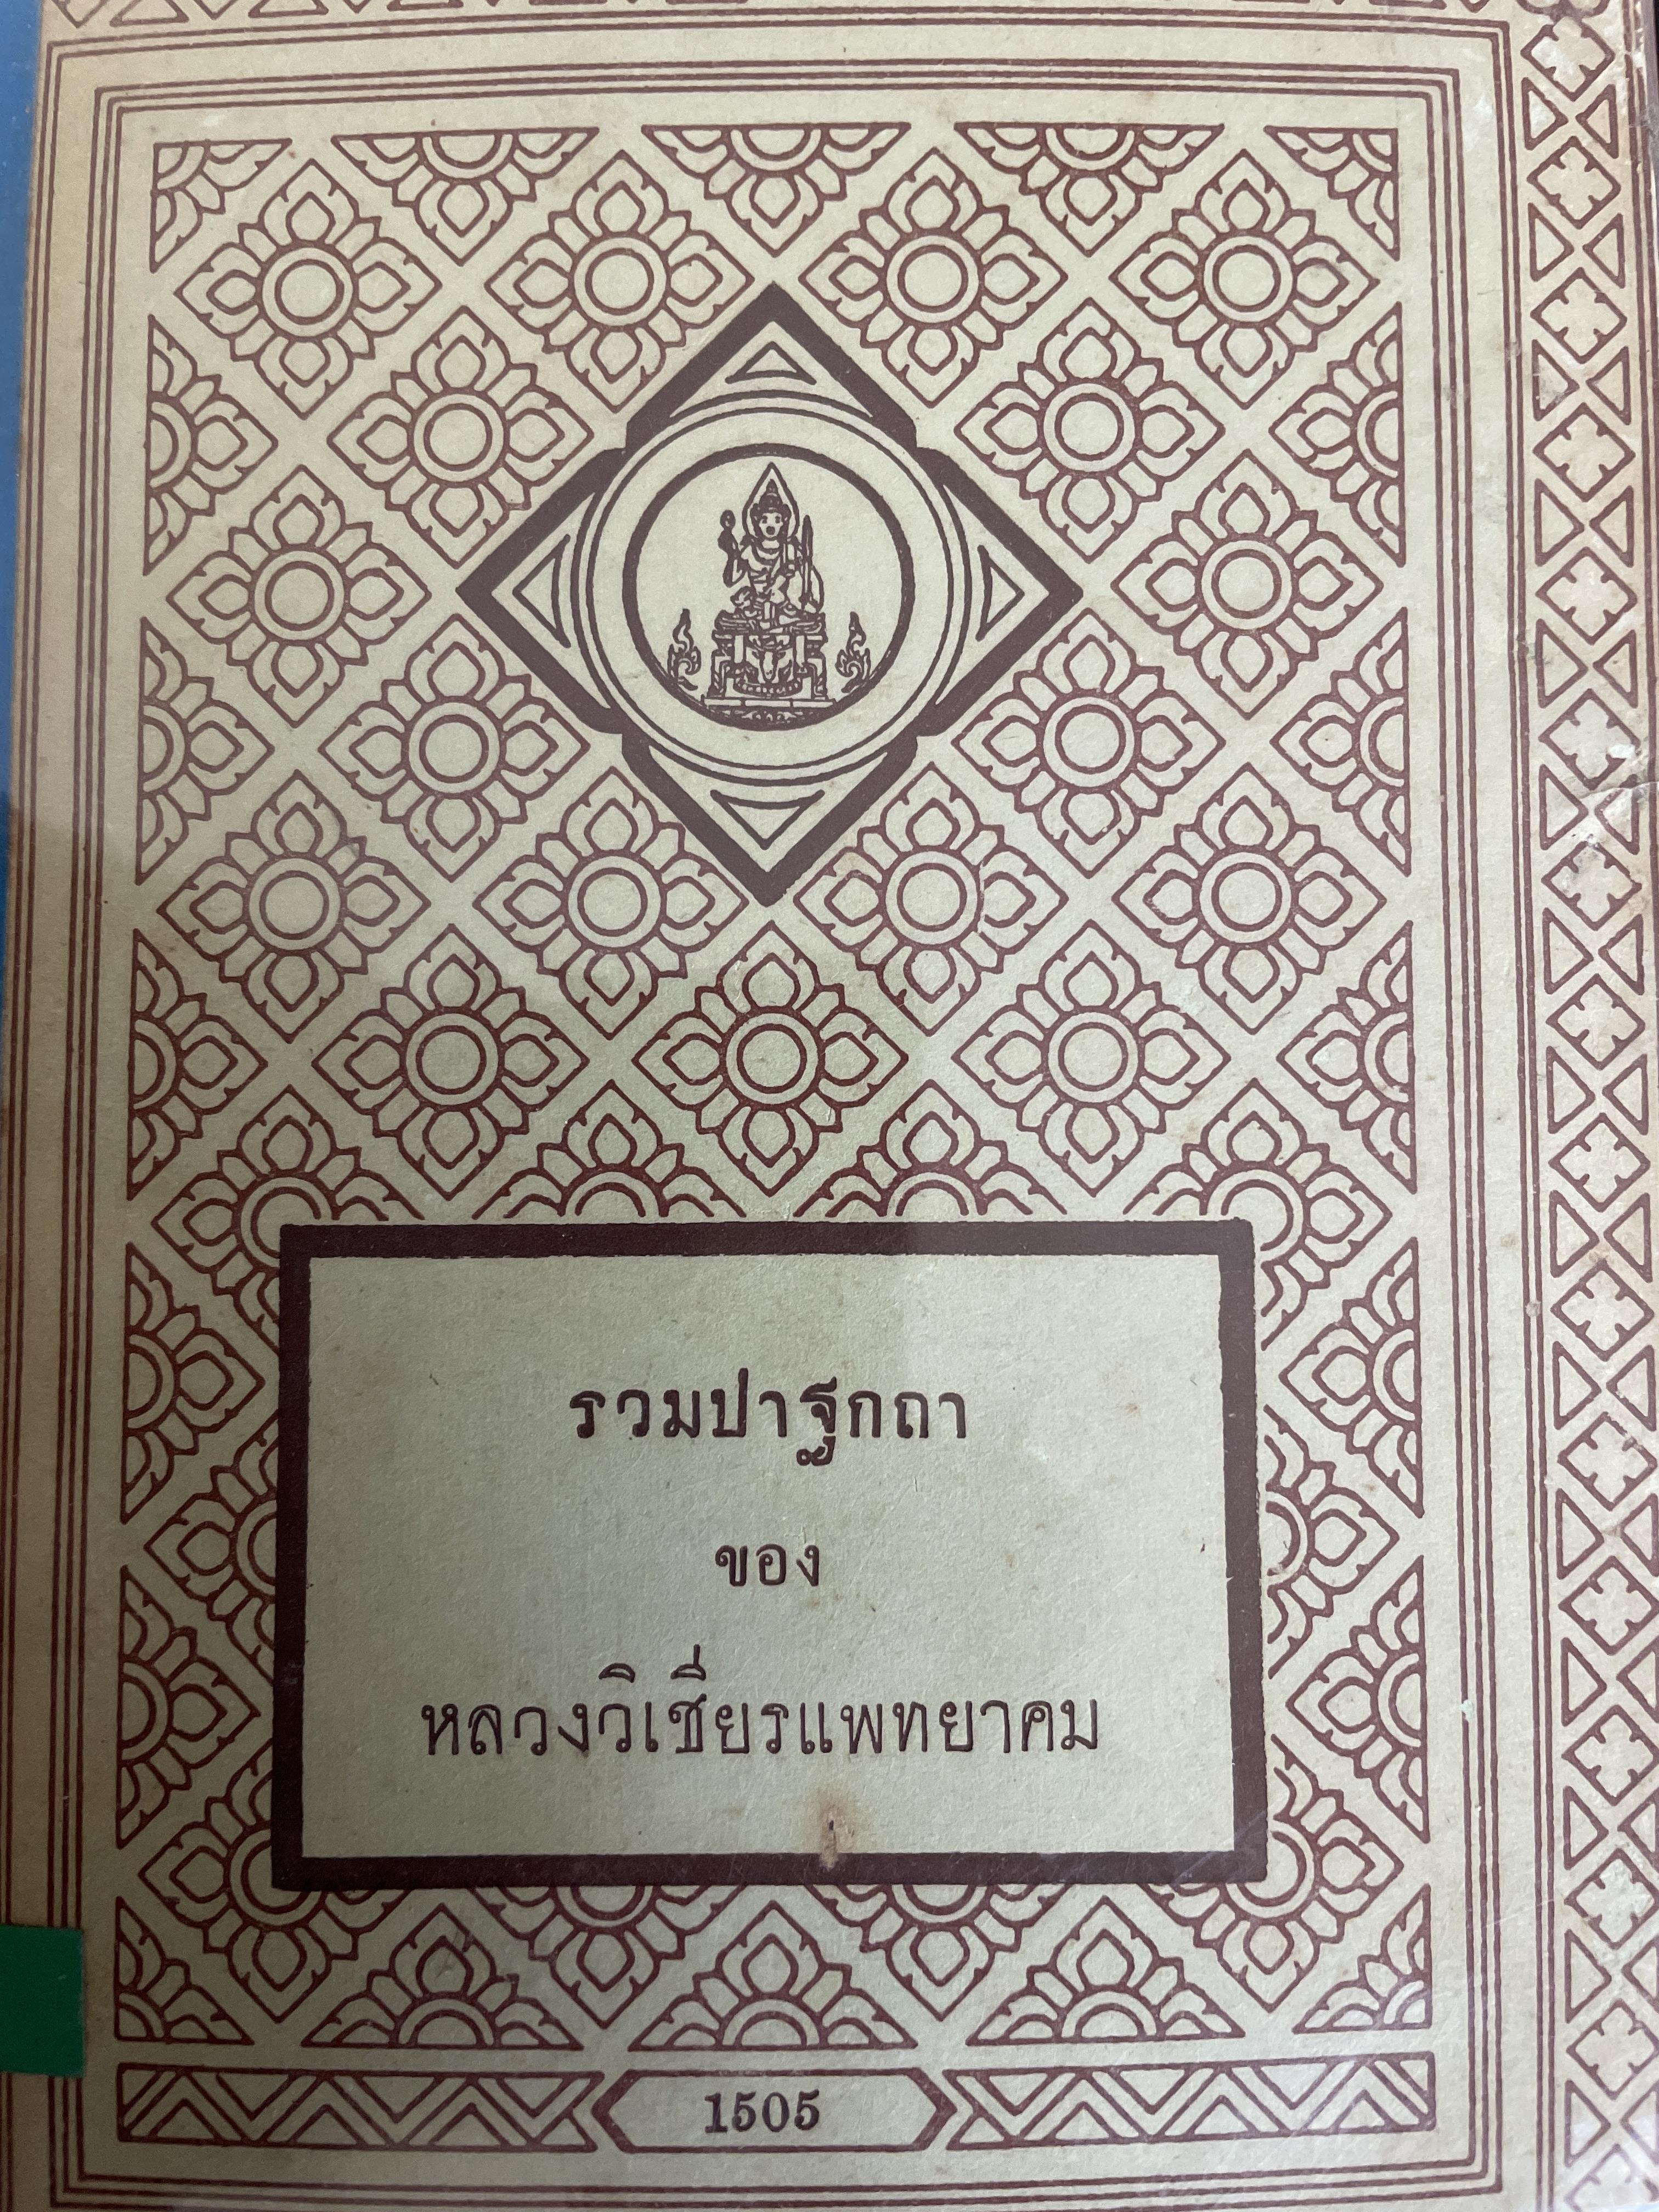 รวมปาฐกถา
ของ
หลวงวิเชียรแพทยาคม
1505